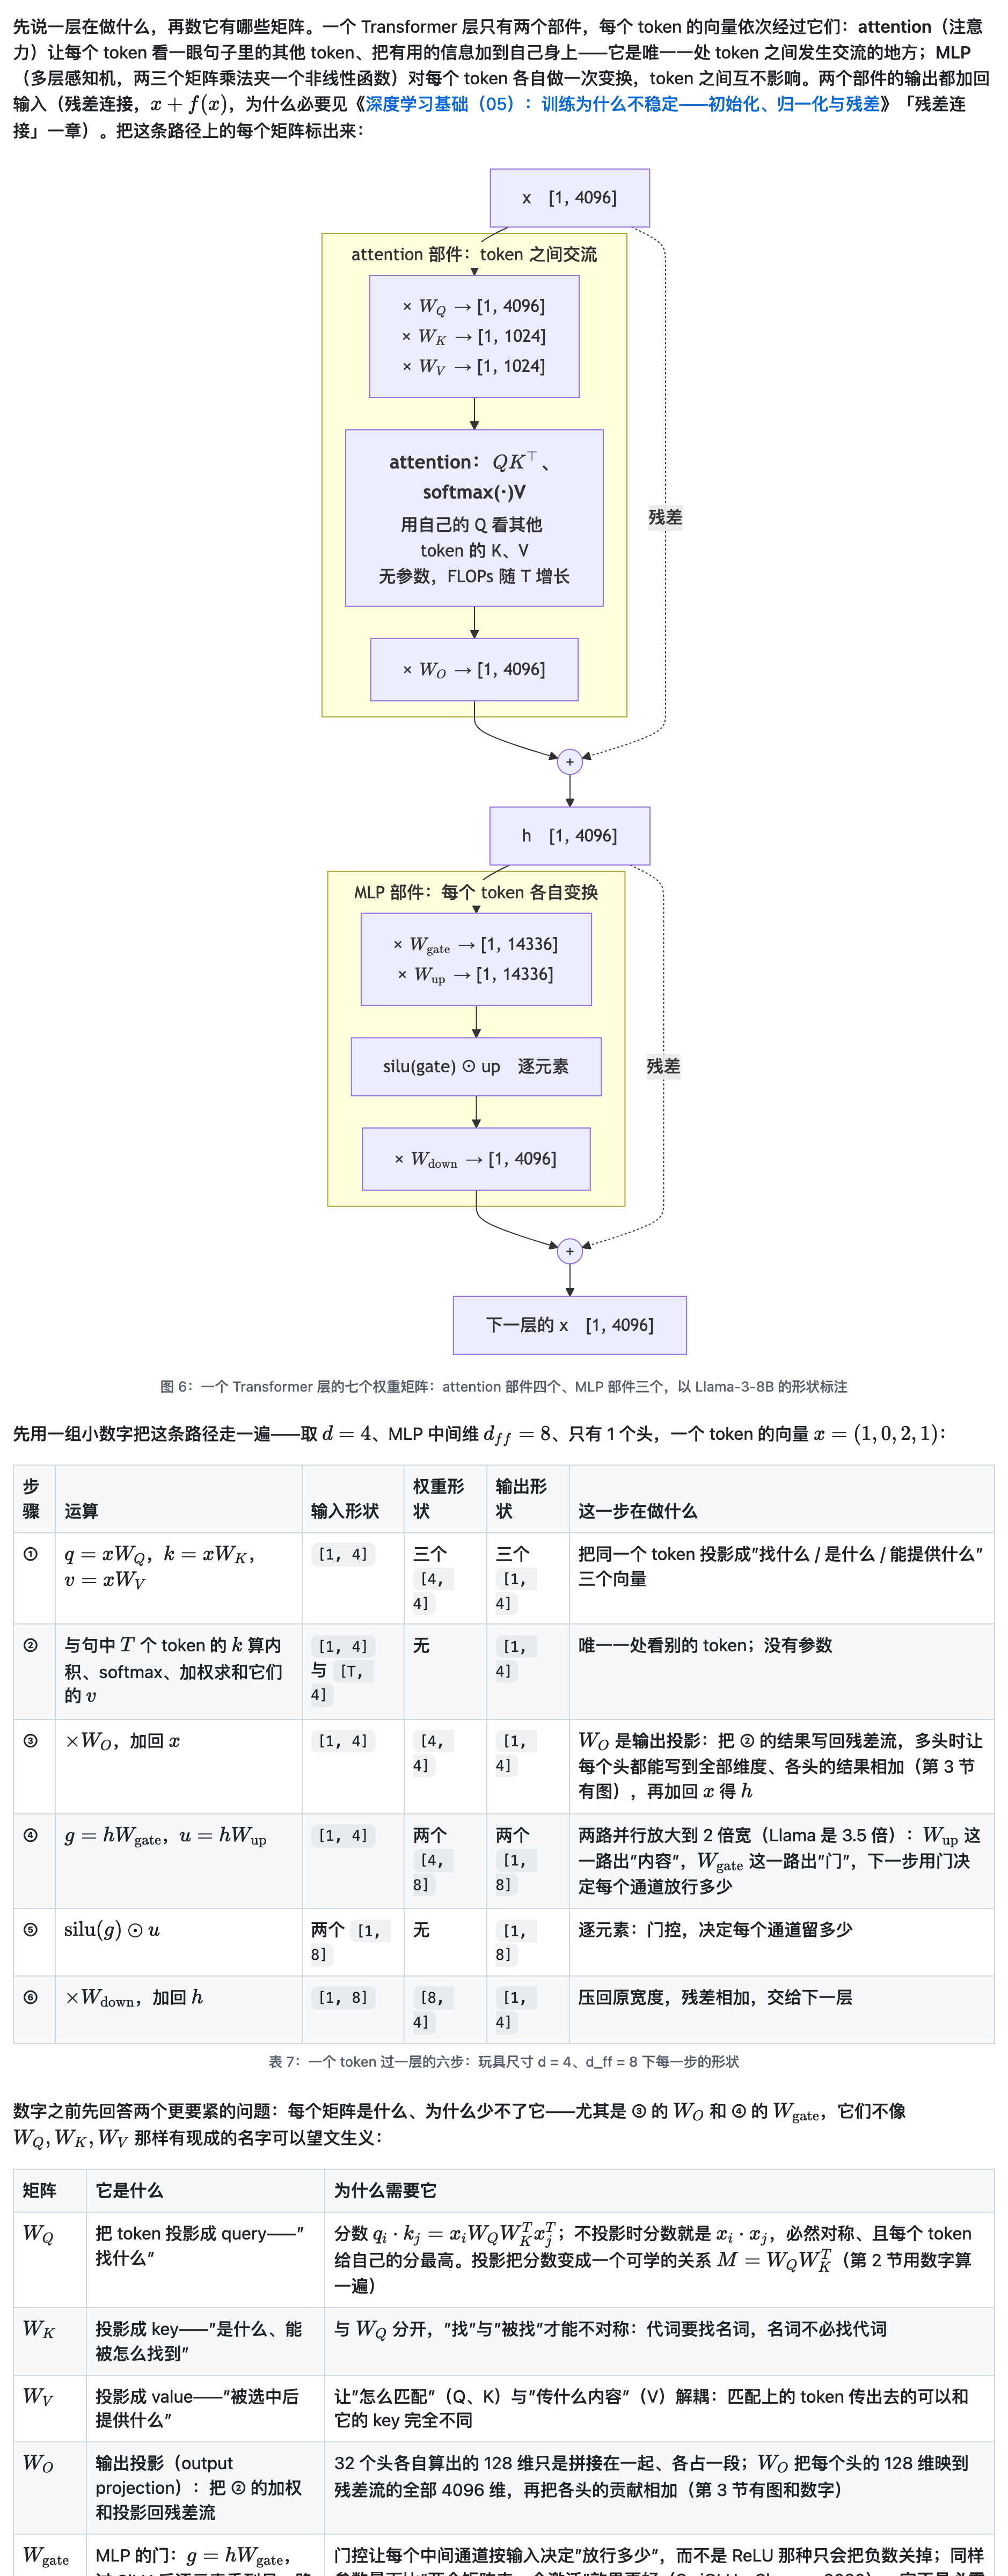 先说一层在做什么，再数它有哪些矩阵。一个 Transformer 层只有两个部件，每个 token 的向量依次经过它们：attention（注意
力）让每个 token 看一眼句子里的其他 token、把有用的信息加到自己身上——它是唯一一处 token 之间发生交流的地方；MLP
（多层感知机，两三个矩阵乘法夹一个非线性函数）对每个 token 各自做一次变换，token 之间互不影响。两个部件的输出都加回
输入（残差连接，x + f(x)，为什么必要见《深度学习基础（05）：训练为什么不稳定——初始化、归一化与残差》「残差连
接」一章）。把这条路径上的每个矩阵标出来：
x [1, 4096]
attention 部件：token 之间交流
× W_Q → [1, 4096]
× W_K → [1, 1024]
× W_V → [1, 1024]
attention：QK^⊤、
softmax(·)V
用自己的 Q 看其他
token 的 K、V
无参数，FLOPs 随 T 增长
残差
× W_O → [1, 4096]
+
h [1, 4096]
MLP 部件：每个 token 各自变换
× W_gate → [1, 14336]
× W_up → [1, 14336]
silu(gate) ⊙ up 逐元素
残差
× W_down → [1, 4096]
+
下一层的 x [1, 4096]
图 6：一个 Transformer 层的七个权重矩阵：attention 部件四个、MLP 部件三个，以 Llama-3-8B 的形状标注
先用一组小数字把这条路径走一遍——取 d = 4、MLP 中间维 d_ff = 8、只有 1 个头，一个 token 的向量 x = (1, 0, 2, 1)：
步
骤
运算
输入形状
权重形
状
输出形
状
这一步在做什么
①
q = xW_Q，k = xW_K，
v = xW_V
[1, 4]
三个
[4,
4]
三个
[1,
4]
把同一个 token 投影成"找什么 / 是什么 / 能提供什么"
三个向量
②
与句中 T 个 token 的 k 算内
积、softmax、加权求和它们
的 v
[1, 4]
与 [T,
4]
无
[1,
4]
唯一一处看别的 token；没有参数
③
×W_O，加回 x
[1, 4]
[4,
4]
[1,
4]
W_O 是输出投影：把 ② 的结果写回残差流，多头时让
每个头都能写到全部维度、各头的结果相加（第 3 节
有图），再加回 x 得 h
④
g = hW_gate，u = hW_up
[1, 4]
两个
[4,
8]
两个
[1,
8]
两路并行放大到 2 倍宽（Llama 是 3.5 倍）：W_up 这
一路出"内容"，W_gate 这一路出"门"，下一步用门决
定每个通道放行多少
⑤
silu(g) ⊙ u
两个 [1,
8]
无
[1,
8]
逐元素：门控，决定每个通道留多少
⑥
×W_down，加回 h
[1, 8]
[8,
4]
[1,
4]
压回原宽度，残差相加，交给下一层
表 7：一个 token 过一层的六步：玩具尺寸 d = 4、d_ff = 8 下每一步的形状
数字之前先回答两个更要紧的问题：每个矩阵是什么、为什么少不了它——尤其是 ③ 的 W_O 和 ④ 的 W_gate，它们不像
W_Q, W_K, W_V 那样有现成的名字可以望文生义：
矩阵
它是什么
为什么需要它
W_Q
把 token 投影成 query——"
找什么"
分数 q_i · k_j = x_i W_Q W_K^T x_j^T；不投影时分数就是 x_i · x_j，必然对称、且每个 token
给自己的分最高。投影把分数变成一个可学的关系 M = W_Q W_K^T（第 2 节用数字算
一遍）
W_K
投影成 key——"是什么、能
被怎么找到"
与 W_Q 分开，"找"与"被找"才能不对称：代词要找名词，名词不必找代词
W_V
投影成 value——"被选中后
提供什么"
让"怎么匹配"（Q、K）与"传什么内容"（V）解耦：匹配上的 token 传出去的可以和
它的 key 完全不同
W_O
输出投影（output
projection）：把 ② 的加权
和投影回残差流
32 个头各自算出的 128 维只是拼接在一起、各占一段；W_O 把每个头的 128 维映到
残差流的全部 4096 维，再把各头的贡献相加（第 3 节有图和数字）
W_gate
MLP 的门：g = hW_gate，
门控让每个中间通道按输入决定"放行多少"，而不是 ReLU 那种只会把负数关掉；同样